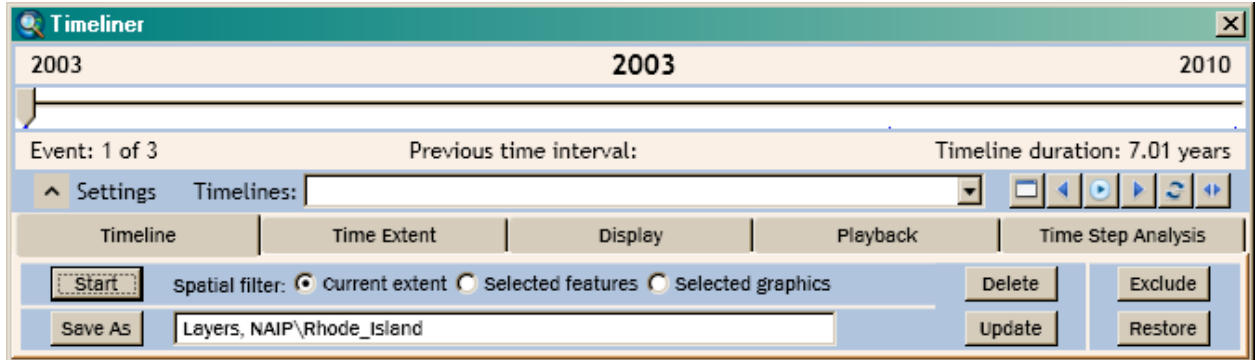 Timeliner
2003 2003 2010
Event: 1 of 3 Previous time interval: Timeline duration: 7.01 years
Settings Timelines:
Timeline Time Extent Display Playback Time Step Analysis
Start Spatial filter: Current extent Selected features Selected graphics Delete Exclude
Save As Layers, NAIP\Rhode_Island Update Restore